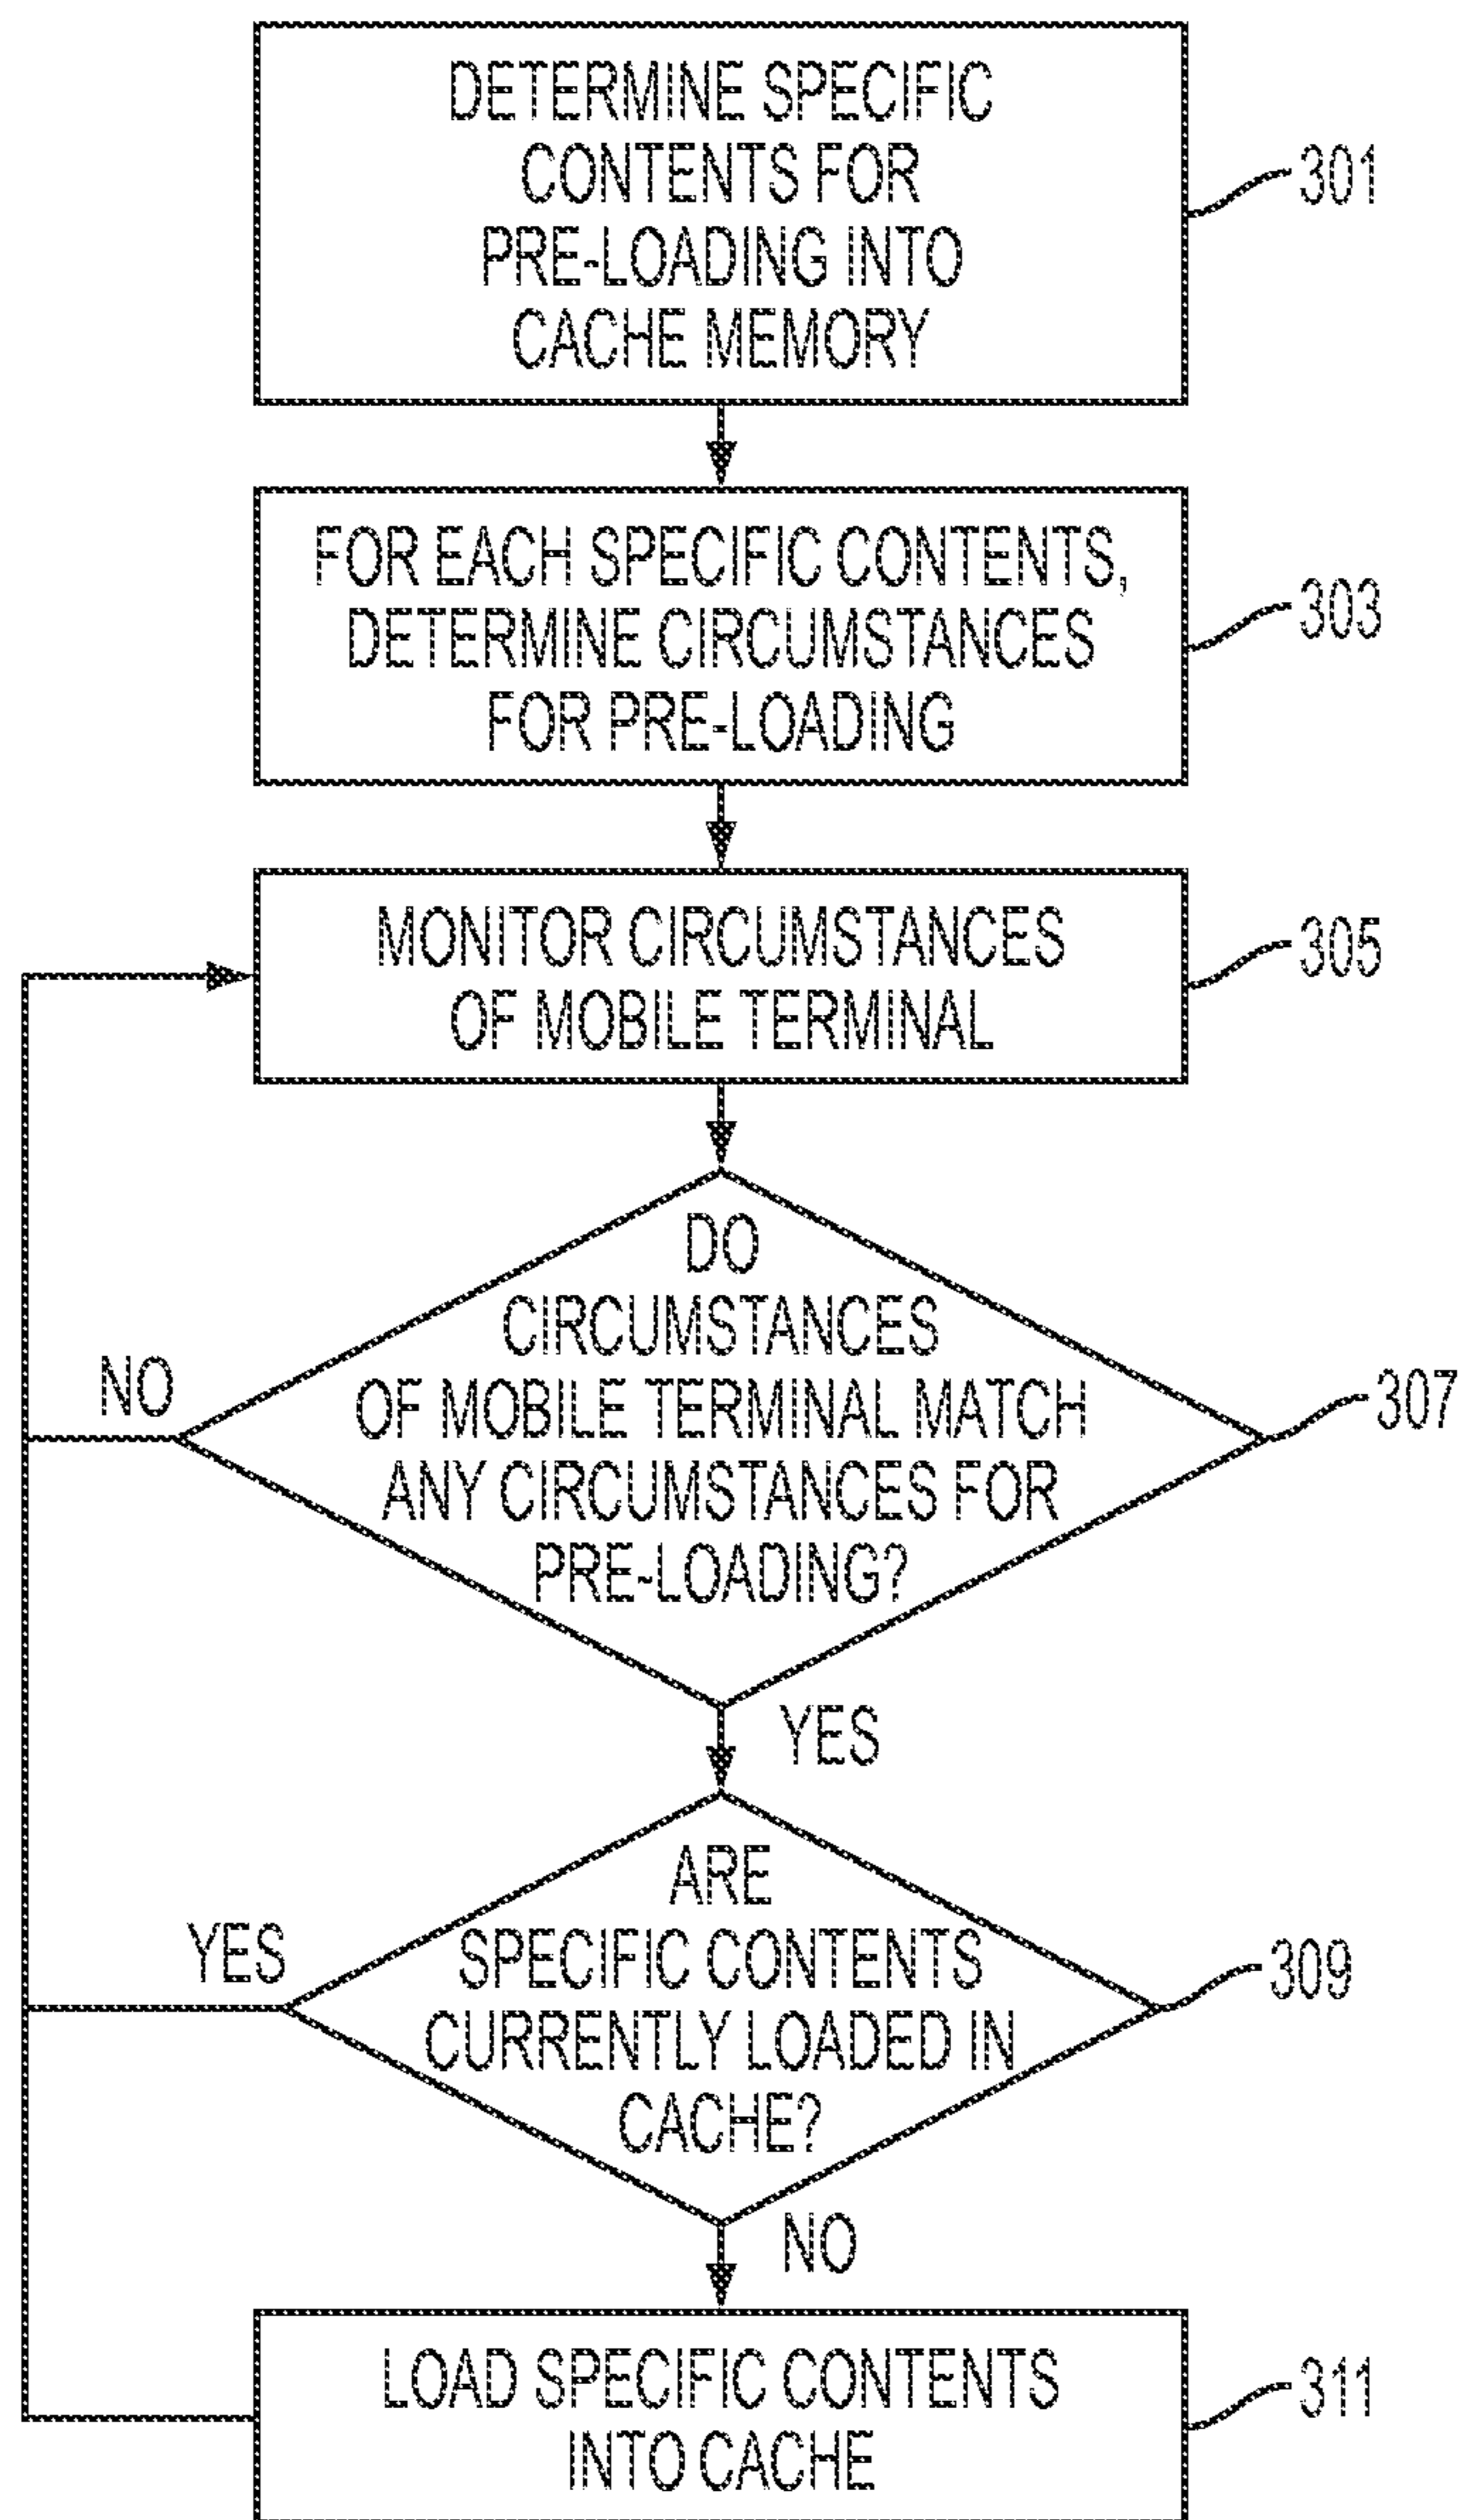 DETERMINE SPECIFIC
CONTENTS FOR
PRE-LOADING INTO
CACHE MEMORY
301
FOR EACH SPECIFIC CONTENTS,
DETERMINE CIRCUMSTANCES
FOR PRE-LOADING
303
MONITOR CIRCUMSTANCES
OF MOBILE TERMINAL
305
DO
CIRCUMSTANCES
OF MOBILE TERMINAL MATCH
ANY CIRCUMSTANCES FOR
PRE-LOADING?
NO
307
YES
ARE
SPECIFIC CONTENTS
CURRENTLY LOADED IN
CACHE?
YES
309
NO
LOAD SPECIFIC CONTENTS
INTO CACHE
311